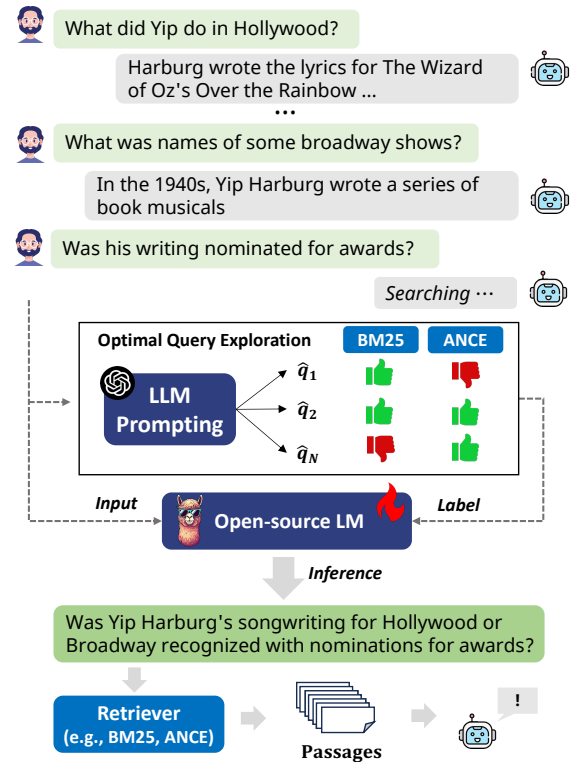 What did Yip do in Hollywood?
Harburg wrote the lyrics for The Wizard
of Oz's Over the Rainbow ...
...
What was names of some broadway shows?
In the 1940s, Yip Harburg wrote a series of
book musicals
Was his writing nominated for awards?
Searching ⋯
Optimal Query Exploration
BM25
ANCE
LLM
Prompting
q̂₁
q̂₂
q̂_N
Input
Open-source LM
Label
Inference
Was Yip Harburg's songwriting for Hollywood or
Broadway recognized with nominations for awards?
Retriever
(e.g., BM25, ANCE)
Passages
!